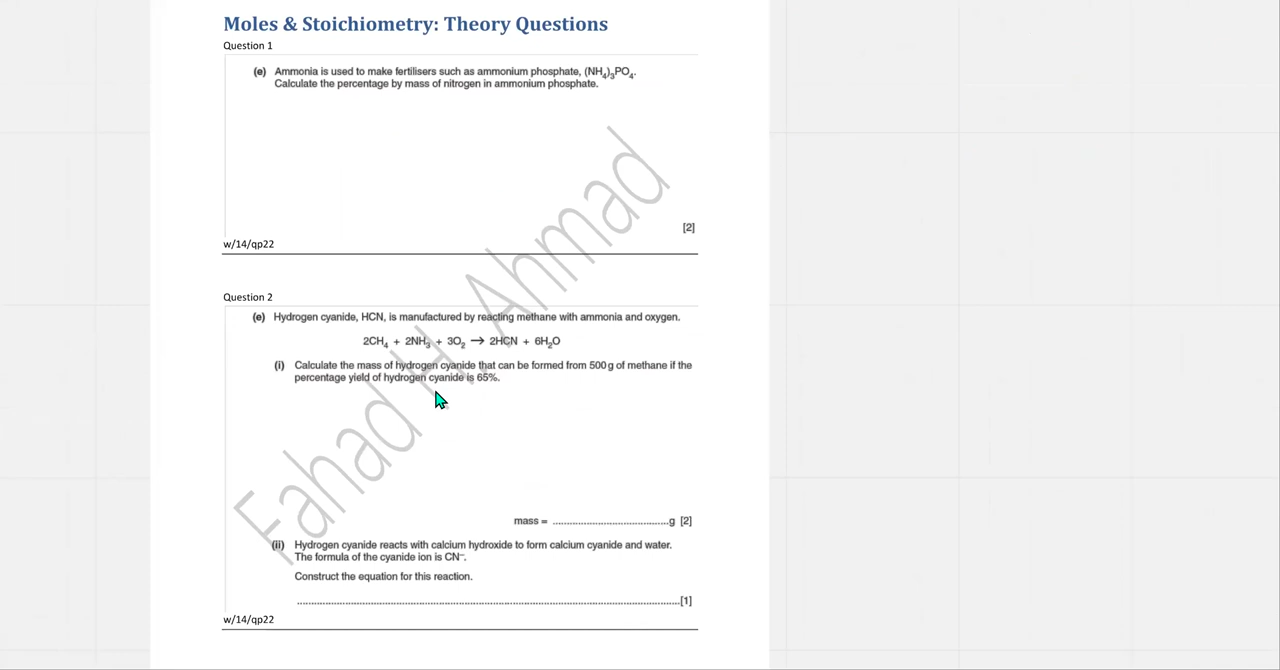 Moles & Stoichiometry: Theory Questions
Question 1
(e) Ammonia is used to make fertilisers such as ammonium phosphate, (NH₄)₃PO₄.
Calculate the percentage by mass of nitrogen in ammonium phosphate.
[2]
w/14/qp22
Question 2
(e) Hydrogen cyanide, HCN, is manufactured by reacting methane with ammonia and oxygen.
2CH₄ + 2NH₃ + 3O₂ → 2HCN + 6H₂O
(i) Calculate the mass of hydrogen cyanide that can be formed from 500 g of methane if the
percentage yield of hydrogen cyanide is 65%.
mass = ........................................g [2]
(ii) Hydrogen cyanide reacts with calcium hydroxide to form calcium cyanide and water.
The formula of the cyanide ion is CN⁻.
Construct the equation for this reaction.
.......................................................................................................................................[1]
w/14/qp22
Fahad H. Ahmad